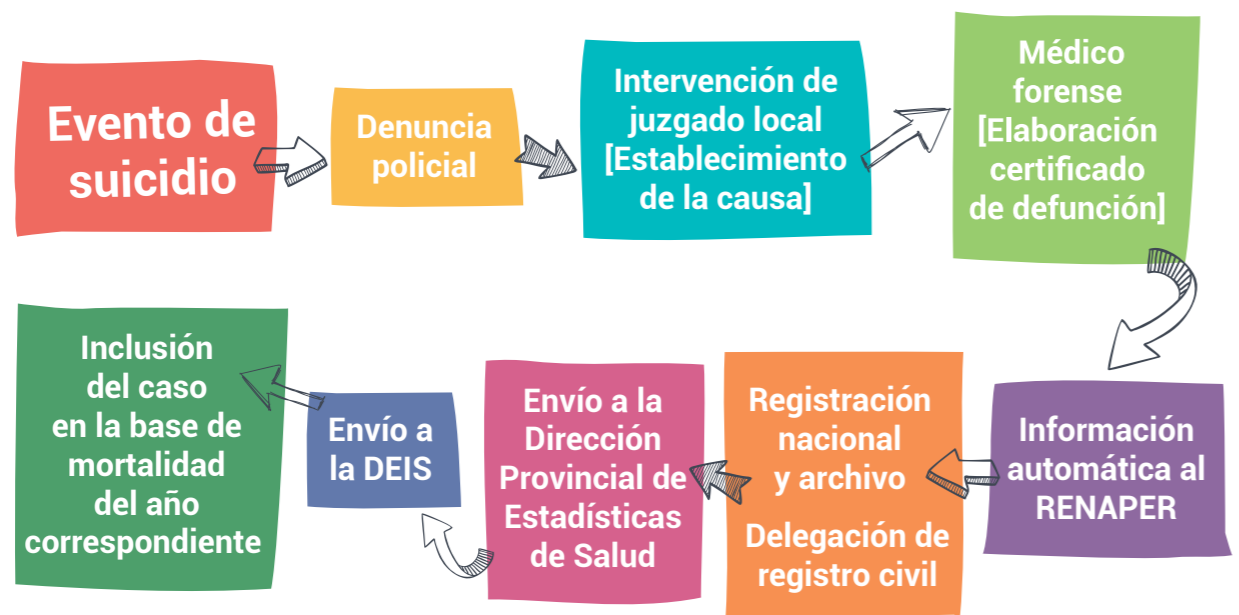 Evento de
suicidio
Denuncia
policial
Intervención de
juzgado local
[Establecimiento
de la causa]
Médico
forense
[Elaboración
certificado
de defunción]
Información
automática al
RENAPER
Registración
nacional
y archivo
Delegación de
registro civil
Envío a la
Dirección
Provincial de
Estadísticas
de Salud
Envío a
la DEIS
Inclusión
del caso
en la base de
mortalidad
del año
correspondiente